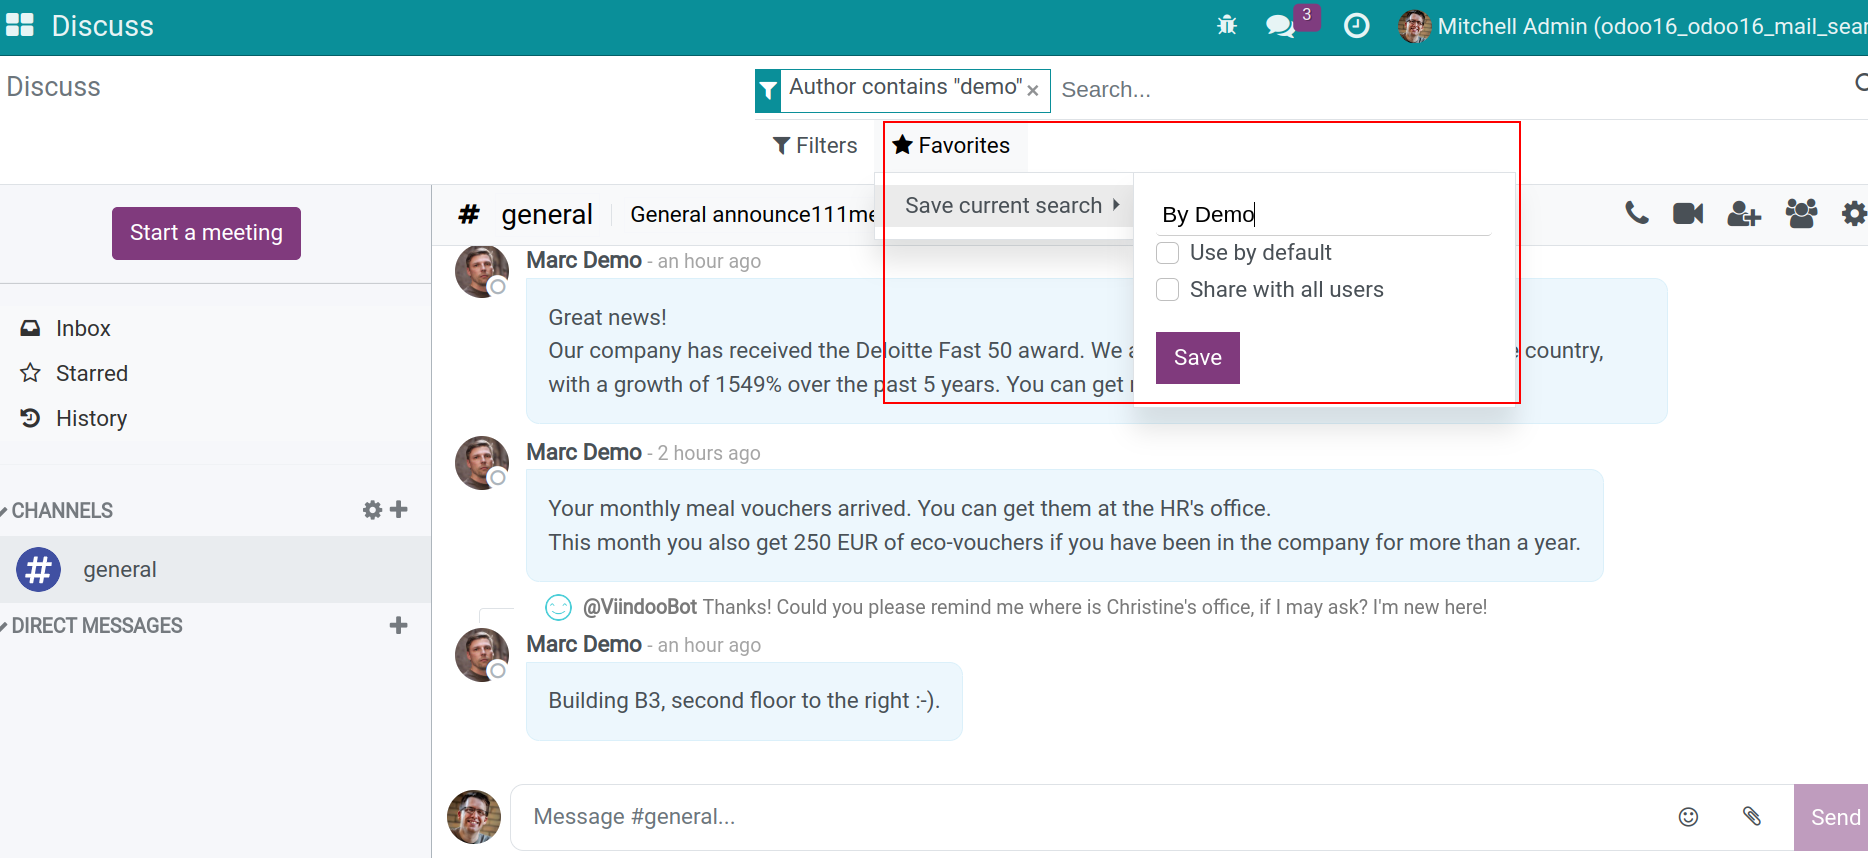 Discuss
3
Mitchell Admin (odoo16_odoo16_mail_sear
Discuss
Author contains "demo" ×
Search...
Filters
Favorites
Save current search
By Demo
Use by default
Share with all users
Save
Start a meeting
Inbox
Starred
History
CHANNELS
general
DIRECT MESSAGES
# general
General announce111me
Marc Demo - an hour ago
Great news!
Our company has received the Deloitte Fast 50 award. We a country,
with a growth of 1549% over the past 5 years. You can get
Marc Demo - 2 hours ago
Your monthly meal vouchers arrived. You can get them at the HR's office.
This month you also get 250 EUR of eco-vouchers if you have been in the company for more than a year.
@ViindooBot Thanks! Could you please remind me where is Christine's office, if I may ask? I'm new here!
Marc Demo - an hour ago
Building B3, second floor to the right :-).
Message #general...
Send